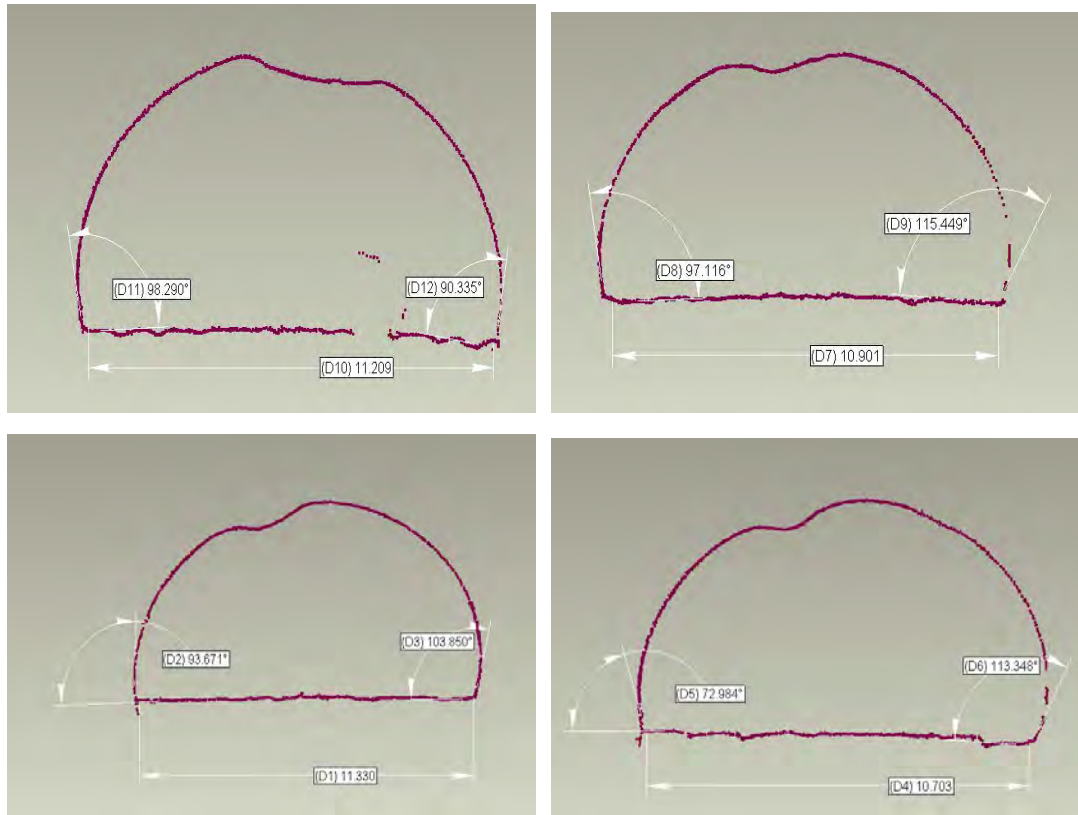 (D11) 98.290°
(D12) 90.335°
(D10) 11.209
(D9) 115.449°
(D8) 97.116°
(D7) 10.901
(D3) 103.850°
(D2) 93.671°
(D1) 11.330
(D6) 113.348°
(D5) 72.984°
(D4) 10.703